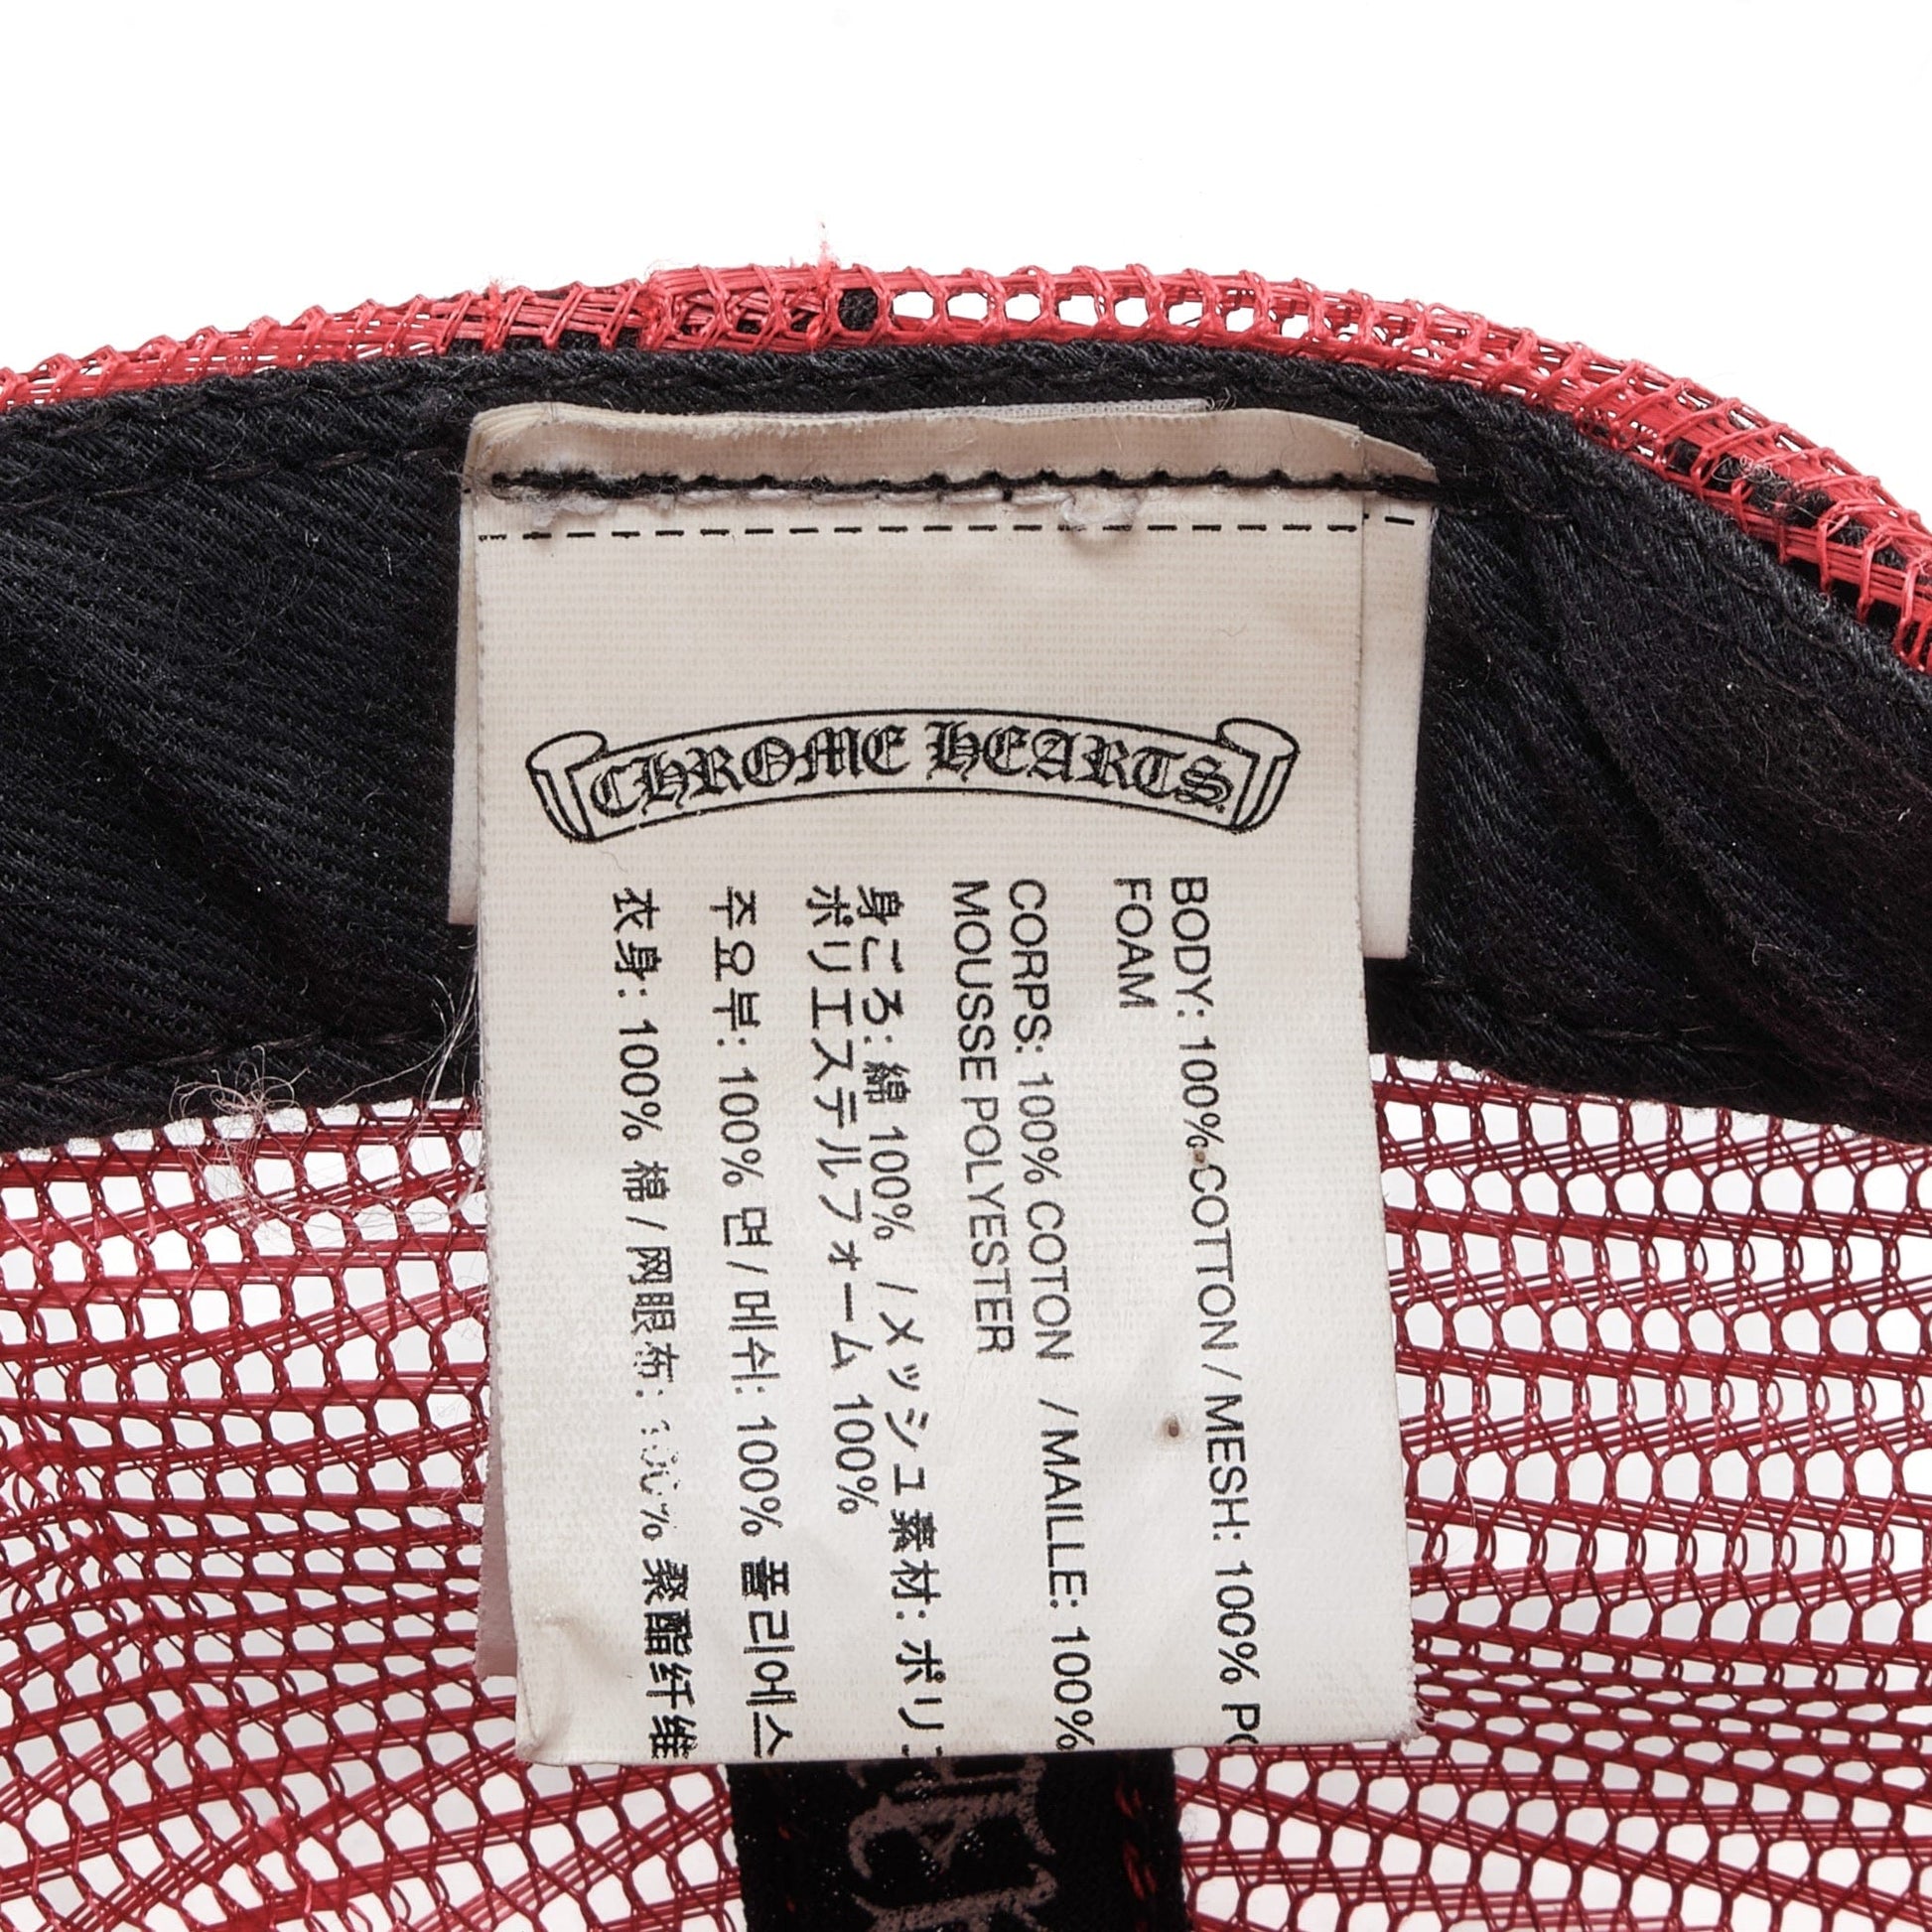 CHROME HEARTS
BODY: 100% COTTON / MESH: 100%
FOAM
CORPS: 100% COTON / MAILLE: 100%
MOUSSE POLYESTER
身ごろ: 綿 100% / メッシュ素材: ポリ
ポリエステルフォーム 100%
주요부: 100% 면 / 메쉬: 100% 폴리에스
衣身: 100% 棉 / 网眼布: 100% 聚酯纤维